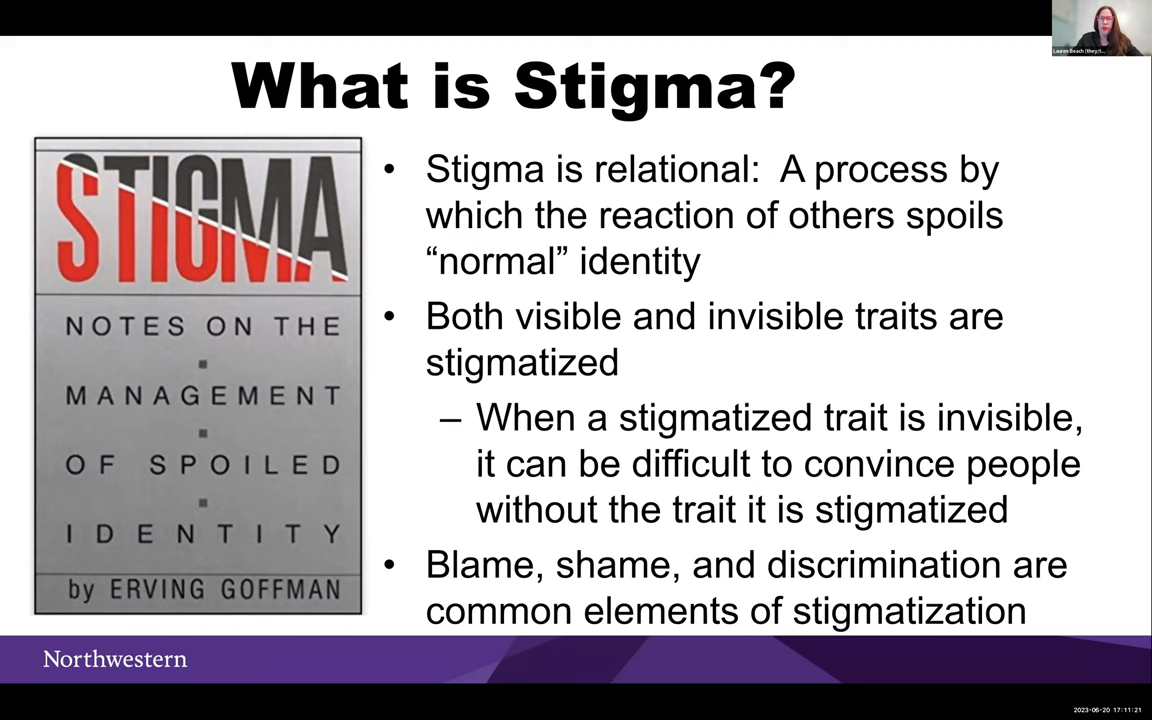 Lauren Beach (they/t...
What is Stigma?
STIGMA
NOTES ON THE
MANAGEMENT
OF SPOILED
IDENTITY
by ERVING GOFFMAN
• Stigma is relational:  A process by
which the reaction of others spoils
“normal” identity
• Both visible and invisible traits are
stigmatized
– When a stigmatized trait is invisible,
it can be difficult to convince people
without the trait it is stigmatized
• Blame, shame, and discrimination are
common elements of stigmatization
Northwestern
2023-06-20 17:11:21